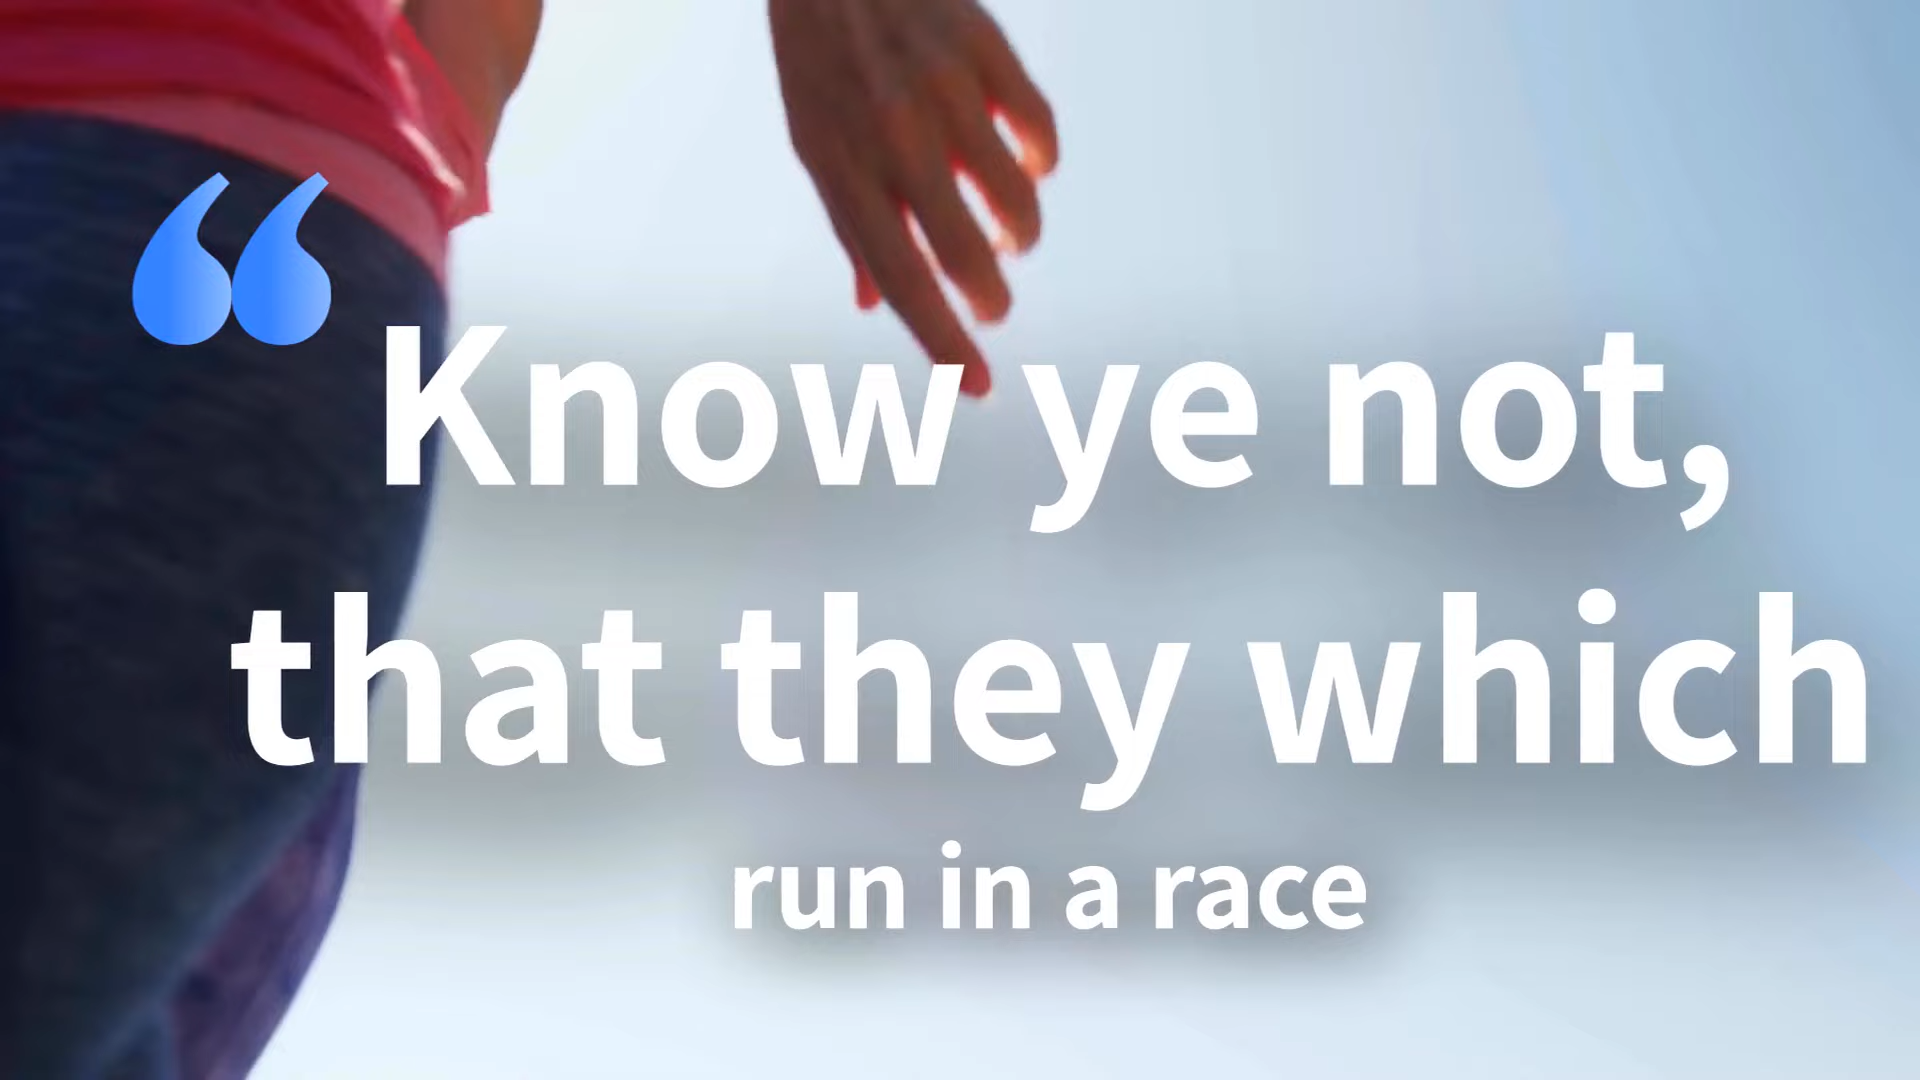 “Know ye not,
that they which
run in a race